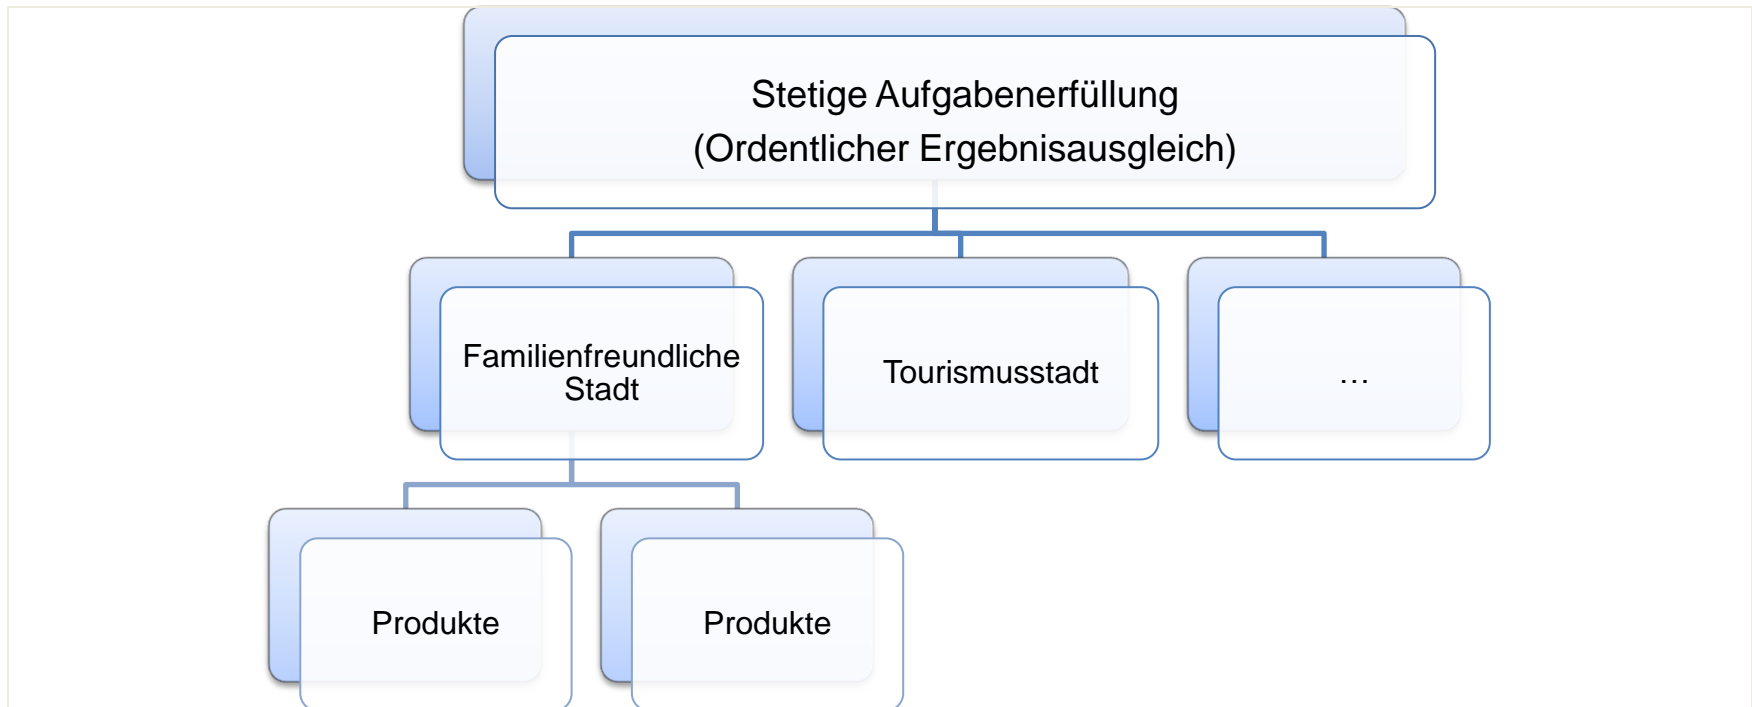 Stetige Aufgabenerfüllung
(Ordentlicher Ergebnisausgleich)
Familienfreundliche
Stadt
Tourismusstadt
…
Produkte
Produkte